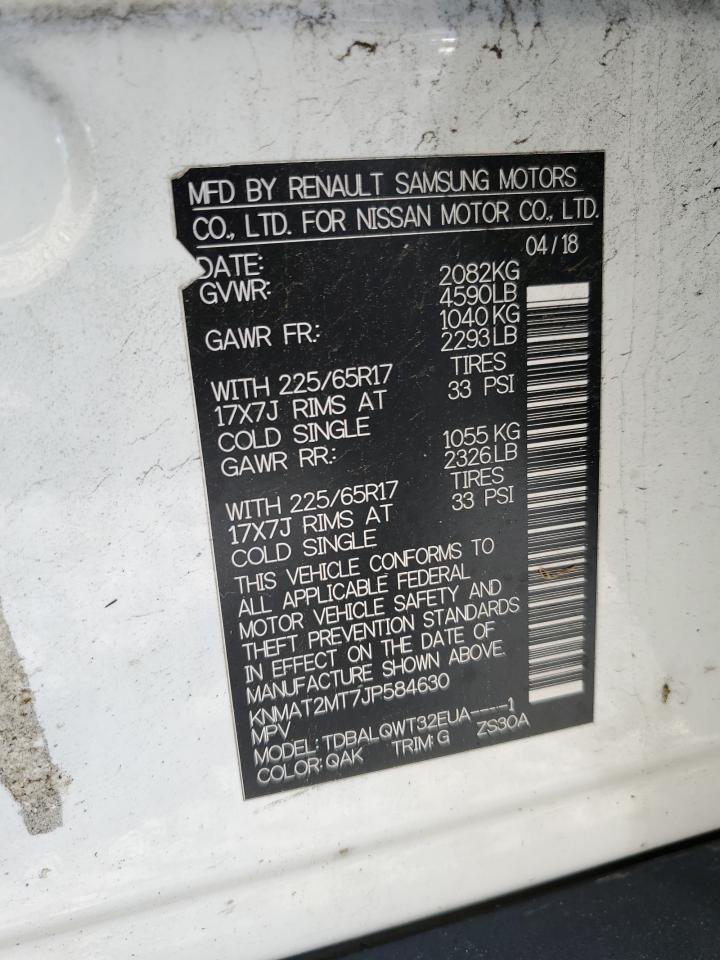 MFD BY RENAULT SAMSUNG MOTORS
CO., LTD. FOR NISSAN MOTOR CO., LTD.
DATE: 04/18
GVWR: 2082KG
4590LB
GAWR FR: 1040KG
2293LB
WITH 225/65R17 TIRES
17X7J RIMS AT 33 PSI
COLD SINGLE
GAWR RR: 1055 KG
2326LB
WITH 225/65R17 TIRES
17X7J RIMS AT 33 PSI
COLD SINGLE
THIS VEHICLE CONFORMS TO
ALL APPLICABLE FEDERAL
MOTOR VEHICLE SAFETY AND
THEFT PREVENTION STANDARDS
IN EFFECT ON THE DATE OF
MANUFACTURE SHOWN ABOVE.
KNMAT2MT7JP584630
MPV
MODEL: TDBALQWT32EUA----1
COLOR: QAK TRIM: G ZS30A